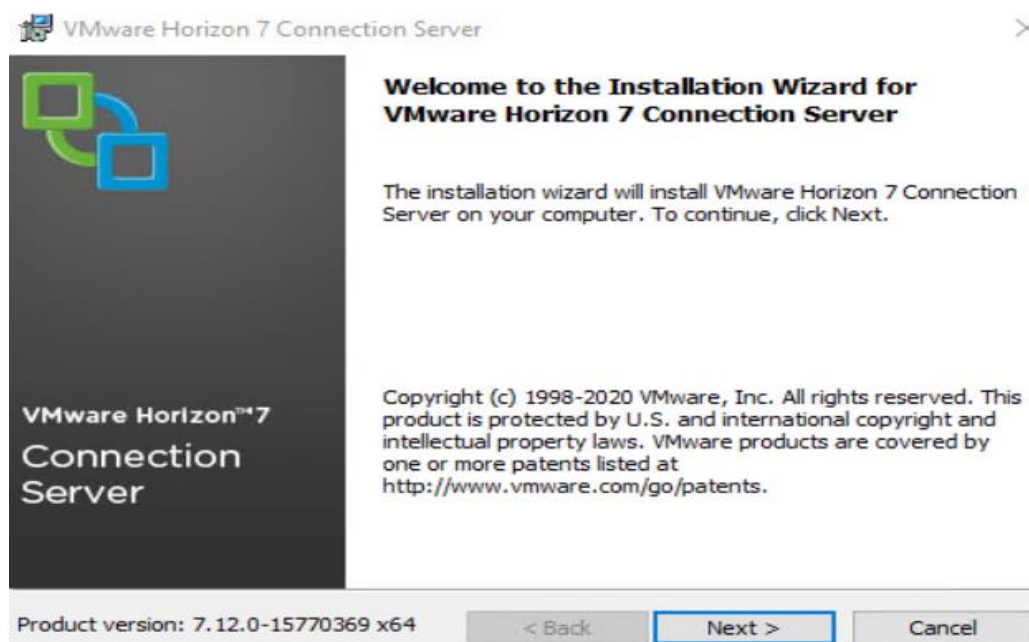 VMware Horizon 7 Connection Server
Welcome to the Installation Wizard for
VMware Horizon 7 Connection Server
The installation wizard will install VMware Horizon 7 Connection
Server on your computer. To continue, click Next.
Copyright (c) 1998-2020 VMware, Inc. All rights reserved. This
product is protected by U.S. and international copyright and
intellectual property laws. VMware products are covered by
one or more patents listed at
http://www.vmware.com/go/patents.
VMware Horizon™ 7
Connection
Server
Product version: 7.12.0-15770369 x64
< Back
Next >
Cancel